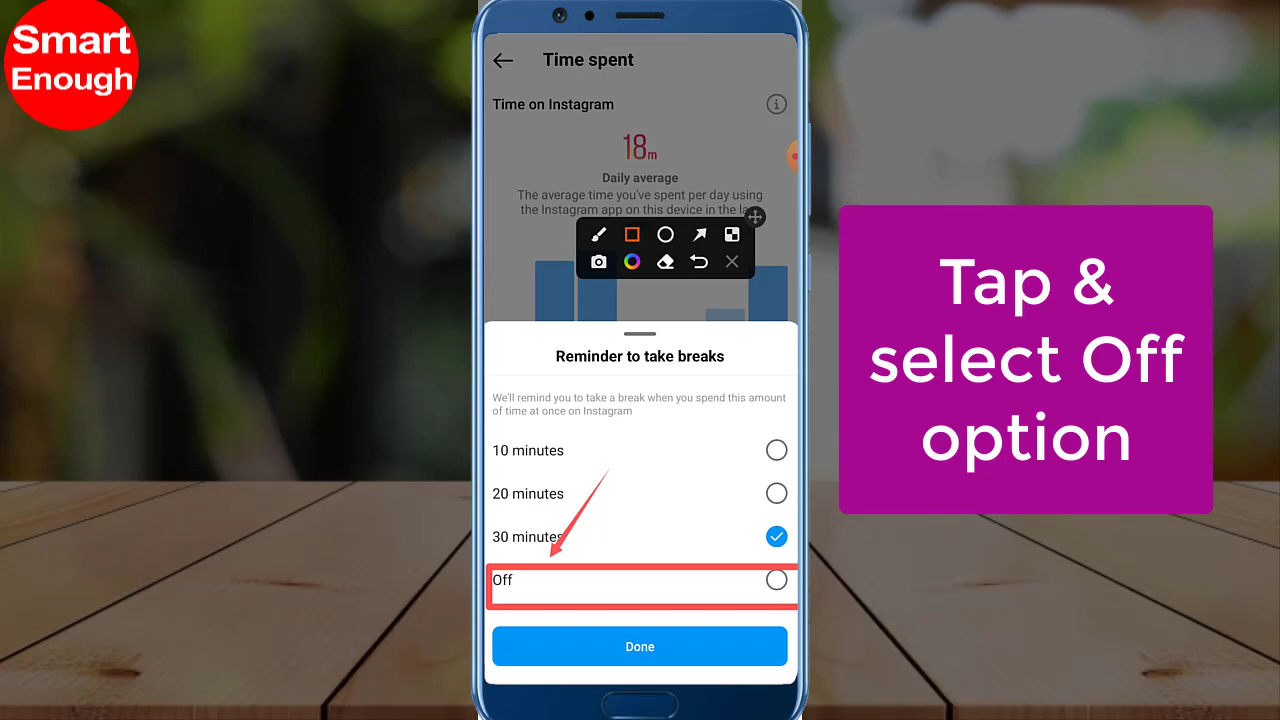 Smart
Enough
Time spent
Time on Instagram
18m
Daily average
The average time you've spent per day using
the Instagram app on this device in the la
Reminder to take breaks
We'll remind you to take a break when you spend this amount
of time at once on Instagram
10 minutes
20 minutes
30 minutes
Off
Done
Tap &
select Off
option